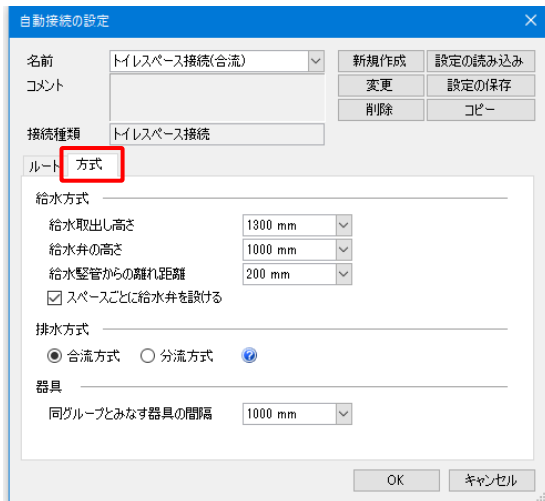 自動接続の設定
名前 トイレスペース接続(合流) 新規作成 設定の読み込み
コメント 変更 設定の保存
削除 コピー
接続種類 トイレスペース接続
ルート 方式
給水方式
給水取出し高さ 1300 mm
給水弁の高さ 1000 mm
給水竪管からの離れ距離 200 mm
スペースごとに給水弁を設ける
排水方式
合流方式 分流方式 ?
器具
同グループとみなす器具の間隔 1000 mm
OK キャンセル